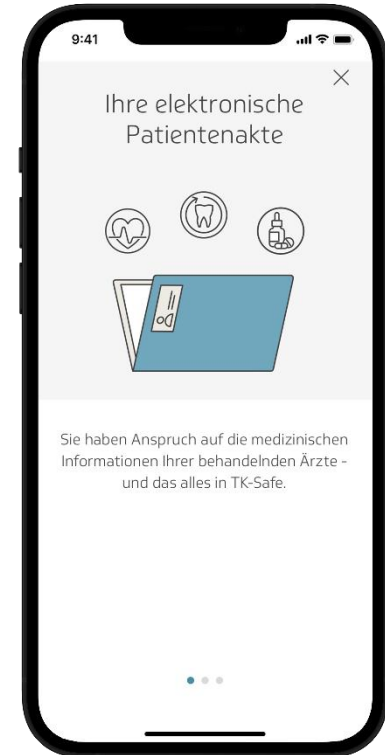 9:41
Ihre elektronische
Patientenakte
Sie haben Anspruch auf die medizinischen
Informationen Ihrer behandelnden Ärzte -
und das alles in TK-Safe.